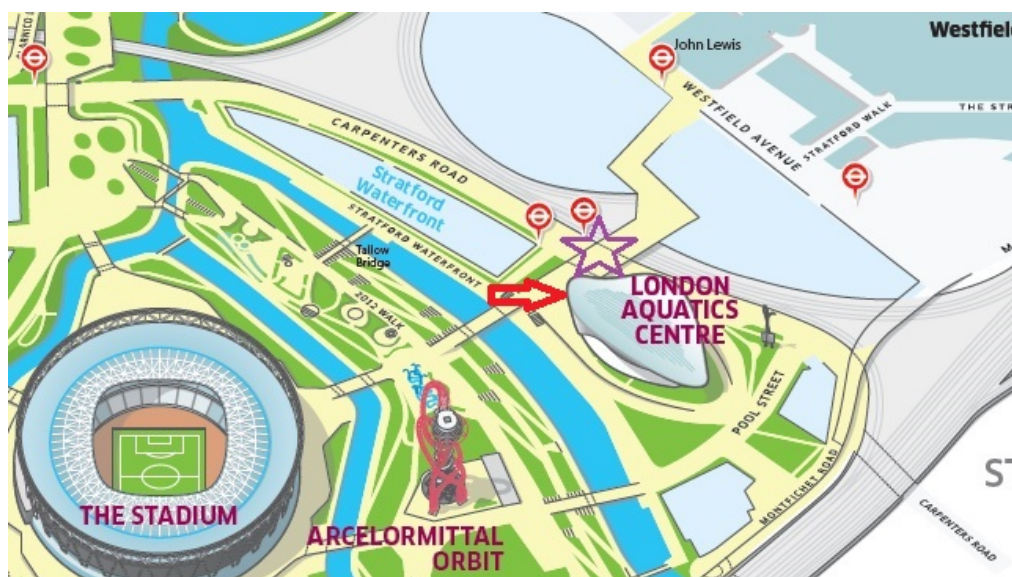 John Lewis
Westfield
WESTFIELD AVENUE
STRATFORD WALK
THE STR
CARPENTERS ROAD
Stratford
Waterfront
STRATFORD WATERFRONT
Tallow
Bridge
2012 WALK
LONDON
AQUATICS
CENTRE
POOL STREET
MONTFICHET ROAD
CARPENTERS ROAD
ST
THE STADIUM
ARCELORMITTAL
ORBIT